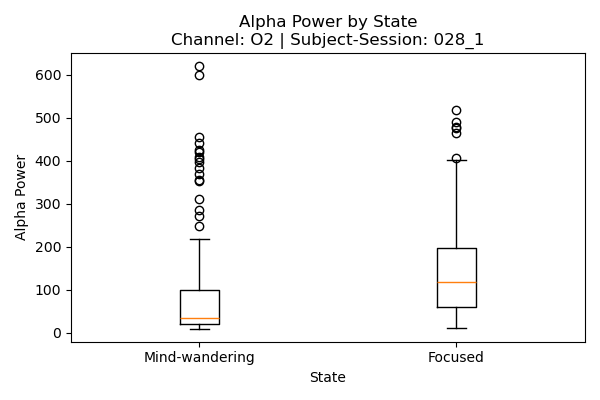 Alpha Power by State
Channel: O2 | Subject-Session: 028_1
Alpha Power
600
500
400
300
200
100
0
Mind-wandering Focused
State